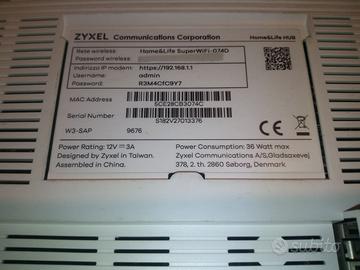 ZYXEL Communications Corporation Home&Life HUB
Rete wireless: Home&Life SuperWiFi-074D
Password wireless:
Indirizzo IP modem: https://192.168.1.1
Username: admin
Password: R3M4CfC9Y7
MAC Address
5CE28CB3074C
Serial Number
S182V27013376
W3-SAP 9676
Power Rating: 12V 3A
Power Consumption: 36 Watt max
Designed by Zyxel in Taiwan.
Assembled in China.
Zyxel Communications A/S,Gladsaxevej
378, 2. th. 2860 Søborg, Denmark
subito